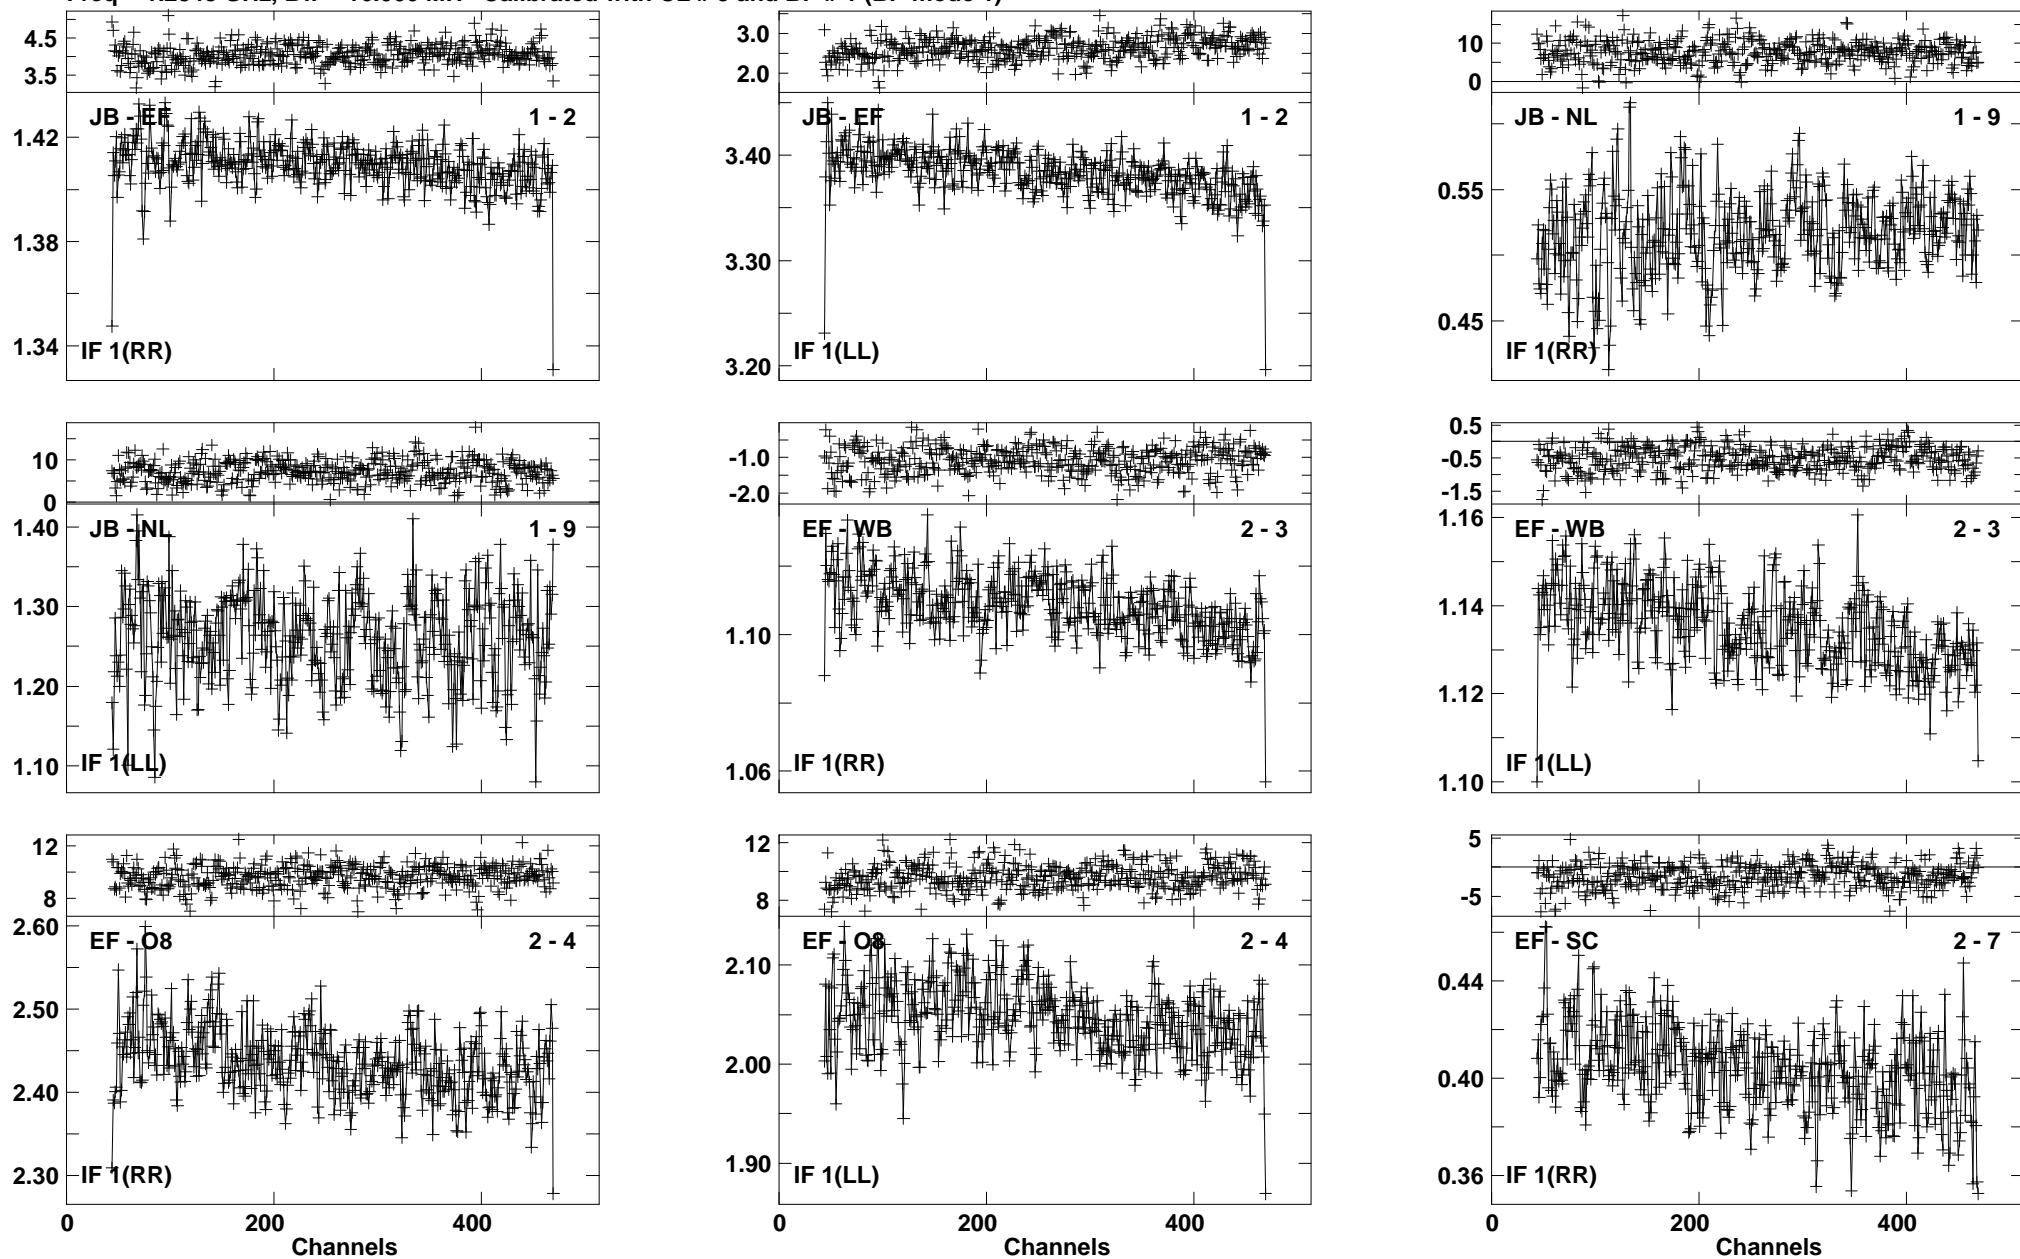 4.5
3.5
JB - EF 1 - 2
1.42
1.38
1.34
IF 1(RR)
3.0
2.0
JB - EF 1 - 2
3.40
3.30
3.20
IF 1(LL)
10
0
JB - NL 1 - 9
0.55
0.45
IF 1(RR)
10
0
JB - NL 1 - 9
1.40
1.30
1.20
1.10
IF 1(LL)
-1.0
-2.0
EF - WB 2 - 3
1.10
1.06
IF 1(RR)
0.5
-0.5
-1.5
EF - WB 2 - 3
1.16
1.14
1.12
1.10
IF 1(LL)
12
8
EF - O8 2 - 4
2.60
2.50
2.40
2.30
IF 1(RR)
0 200 400
Channels
12
8
EF - O8 2 - 4
2.10
2.00
1.90
IF 1(LL)
0 200 400
Channels
5
-5
EF - SC 2 - 7
0.44
0.40
0.36
IF 1(RR)
0 200 400
Channels